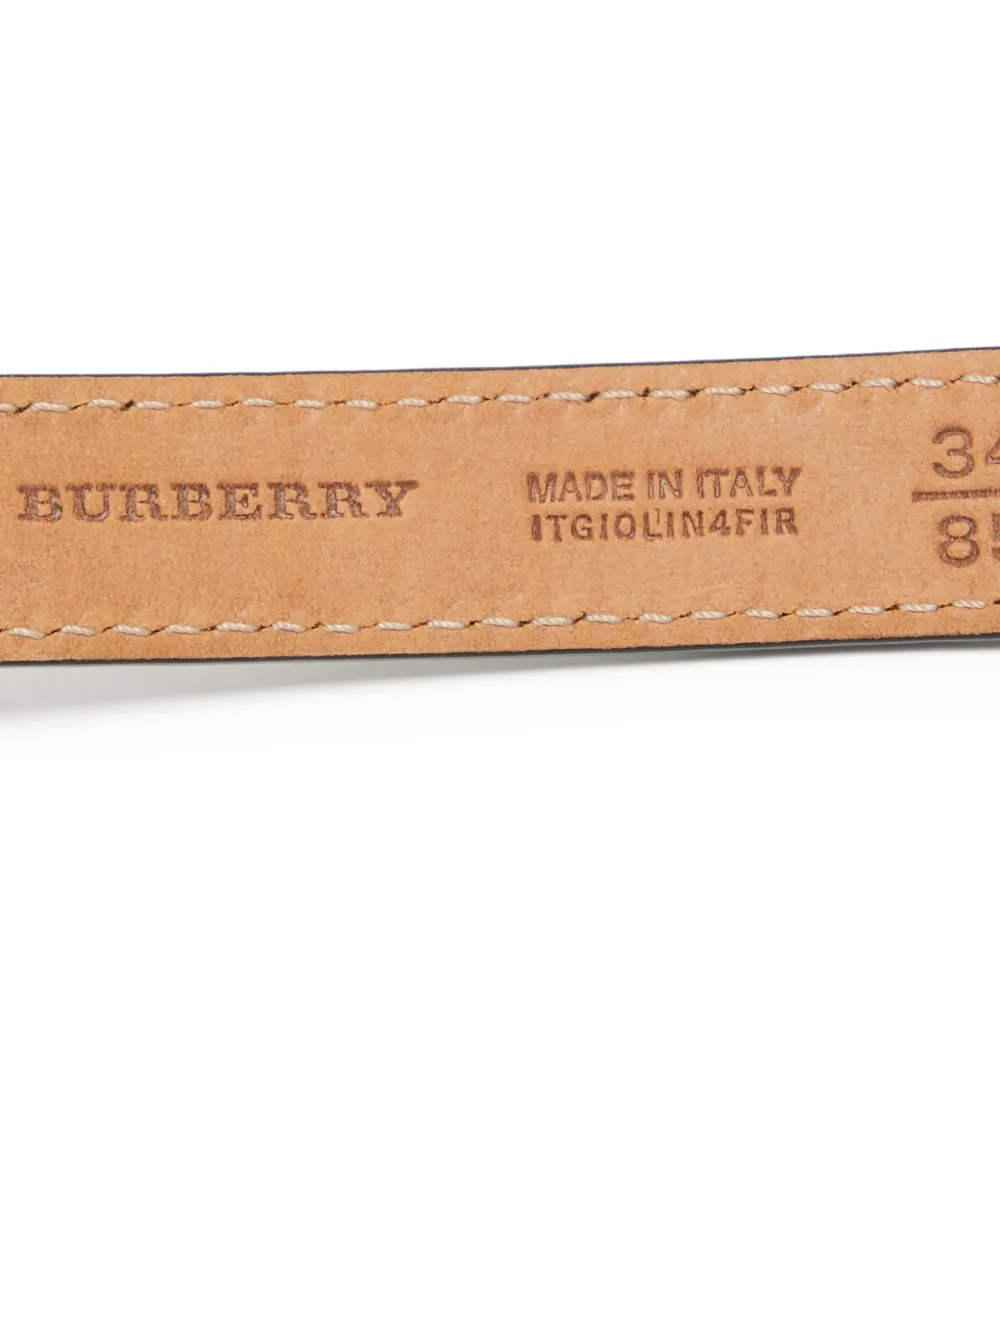 BURBERRY
MADE IN ITALY
ITGIOLIN4FIR
34
85